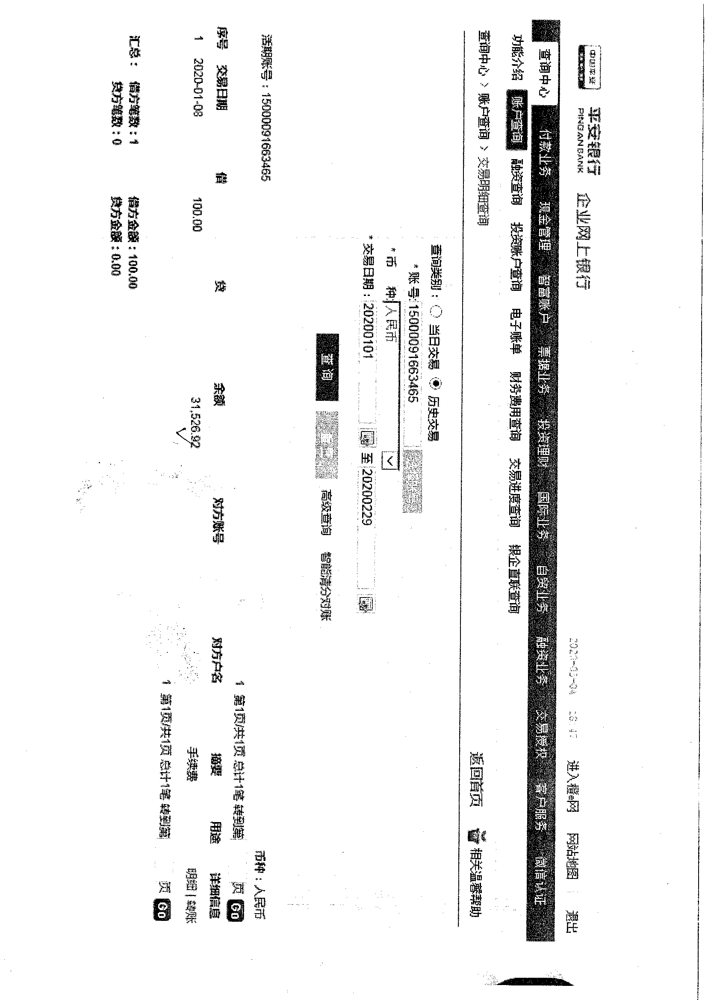 中国平安 平安银行 企业网上银行 进入橙e网 网站地图 | 退出
PINGAN BANK
查询中心 付款业务 现金管理 智富账户 票据业务 投资理财 国际业务 自贸业务 融资业务 交易授权 客户服务 微信认证
功能介绍 账户查询 融资查询 投资账户查询 电子账单 财务费用查询 交易进度查询 银企直联查询
查询中心 > 账户查询 > 交易明细查询 返回首页 相关温馨帮助
查询类别: 当日交易 历史交易
* 账 号: 15000091663465
* 币 种: 人民币
* 交易日期: 20200101 至 20200229
查询 高级查询 智能清分对账
活期账号: 15000091663465 币种: 人民币
1 第1页/共1页 总计1笔 转到第 页 Go
序号 交易日期 借 贷 余额 对方账号 对方户名 摘要 用途 详细信息
1 2020-01-08 100.00 31,526.92 手续费 明细 | 转账
1 第1页/共1页 总计1笔 转到第 页 Go
汇总: 借方笔数:1 借方金额:100.00
贷方笔数:0 贷方金额:0.00